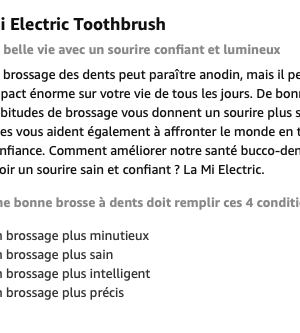 i Electric Toothbrush
belle vie avec un sourire confiant et lumineux
brossage des dents peut paraître anodin, mais il pe
pact énorme sur votre vie de tous les jours. De bon
bitudes de brossage vous donnent un sourire plus s
es vous aident également à affronter le monde en t
nfiance. Comment améliorer notre santé bucco-den
oir un sourire sain et confiant ? La Mi Electric.
ne bonne brosse à dents doit remplir ces 4 conditi
n brossage plus minutieux
n brossage plus sain
n brossage plus intelligent
n brossage plus précis